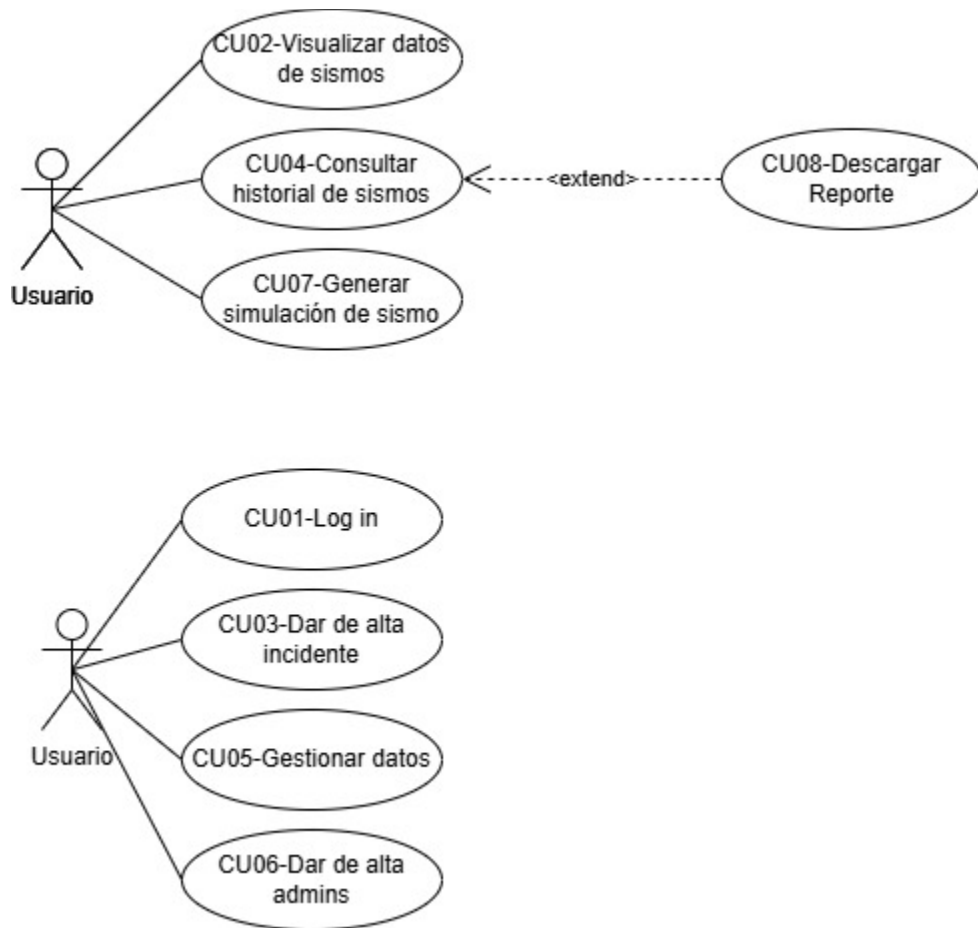 CU02-Visualizar datos
de sismos
CU04-Consultar
historial de sismos
<extend>
CU08-Descargar
Reporte
CU07-Generar
simulación de sismo
Usuario
CU01-Log in
CU03-Dar de alta
incidente
CU05-Gestionar datos
Usuario
CU06-Dar de alta
admins